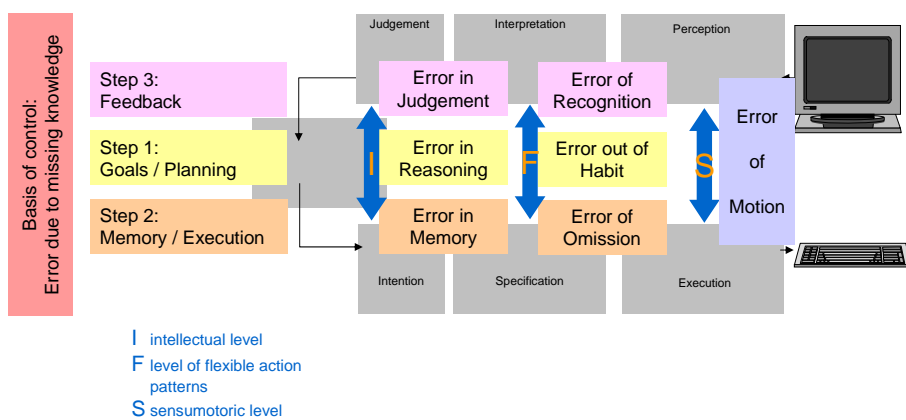 Basis of control:
Error due to missing knowledge
Judgement
Interpretation
Perception
Step 3:
Feedback
Error in
Judgement
Error of
Recognition
Step 1:
Goals / Planning
I
Error in
Reasoning
F
Error out of
Habit
S
Error
of
Motion
Step 2:
Memory / Execution
Error in
Memory
Error of
Omission
Intention
Specification
Execution
I intellectual level
F level of flexible action
patterns
S sensumotoric level